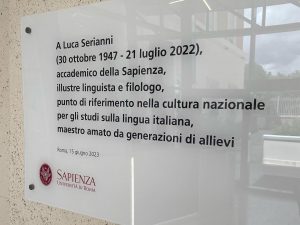 A Luca Serianni
(30 ottobre 1947 - 21 luglio 2022),
accademico della Sapienza,
illustre linguista e filologo,
punto di riferimento nella cultura nazionale
per gli studi sulla lingua italiana,
maestro amato da generazioni di allievi
Roma, 15 giugno 2023
SAPIENZA
UNIVERSITÀ DI ROMA